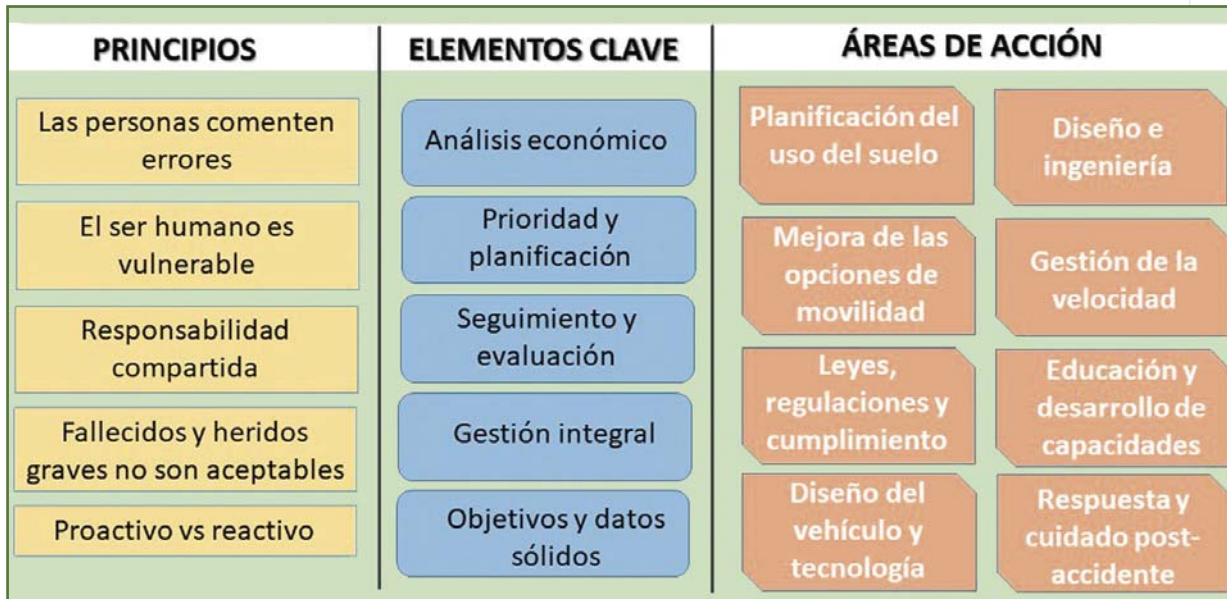 PRINCIPIOS
Las personas comenten
errores
El ser humano es
vulnerable
Responsabilidad
compartida
Fallecidos y heridos
graves no son aceptables
Proactivo vs reactivo
ELEMENTOS CLAVE
Análisis económico
Prioridad y
planificación
Seguimiento y
evaluación
Gestión integral
Objetivos y datos
sólidos
ÁREAS DE ACCIÓN
Planificación del
uso del suelo
Diseño e
ingeniería
Mejora de las
opciones de
movilidad
Gestión de la
velocidad
Leyes,
regulaciones y
cumplimiento
Educación y
desarrollo de
capacidades
Diseño del
vehículo y
tecnología
Respuesta y
cuidado post-
accidente